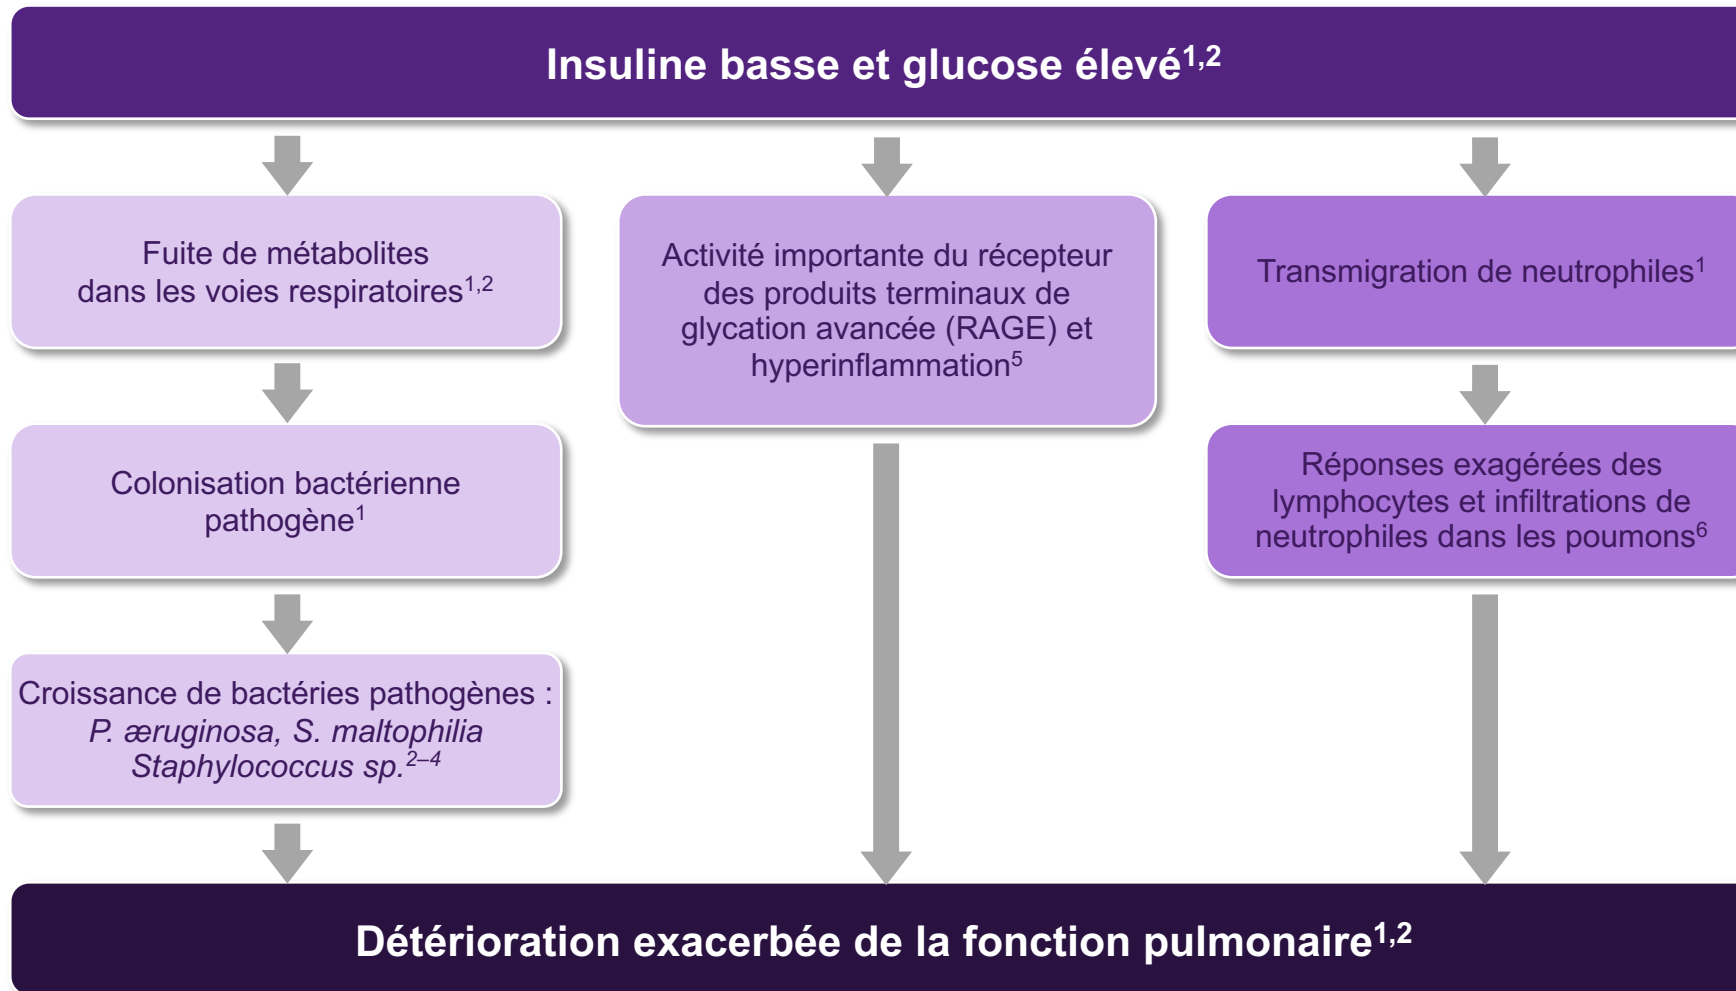 Insuline basse et glucose élevé1,2
Fuite de métabolites
dans les voies respiratoires1,2
Colonisation bactérienne
pathogène1
Croissance de bactéries pathogènes :
P. æruginosa, S. maltophilia
Staphylococcus sp.2–4
Activité importante du récepteur
des produits terminaux de
glycation avancée (RAGE) et
hyperinflammation5
Transmigration de neutrophiles1
Réponses exagérées des
lymphocytes et infiltrations de
neutrophiles dans les poumons6
Détérioration exacerbée de la fonction pulmonaire1,2